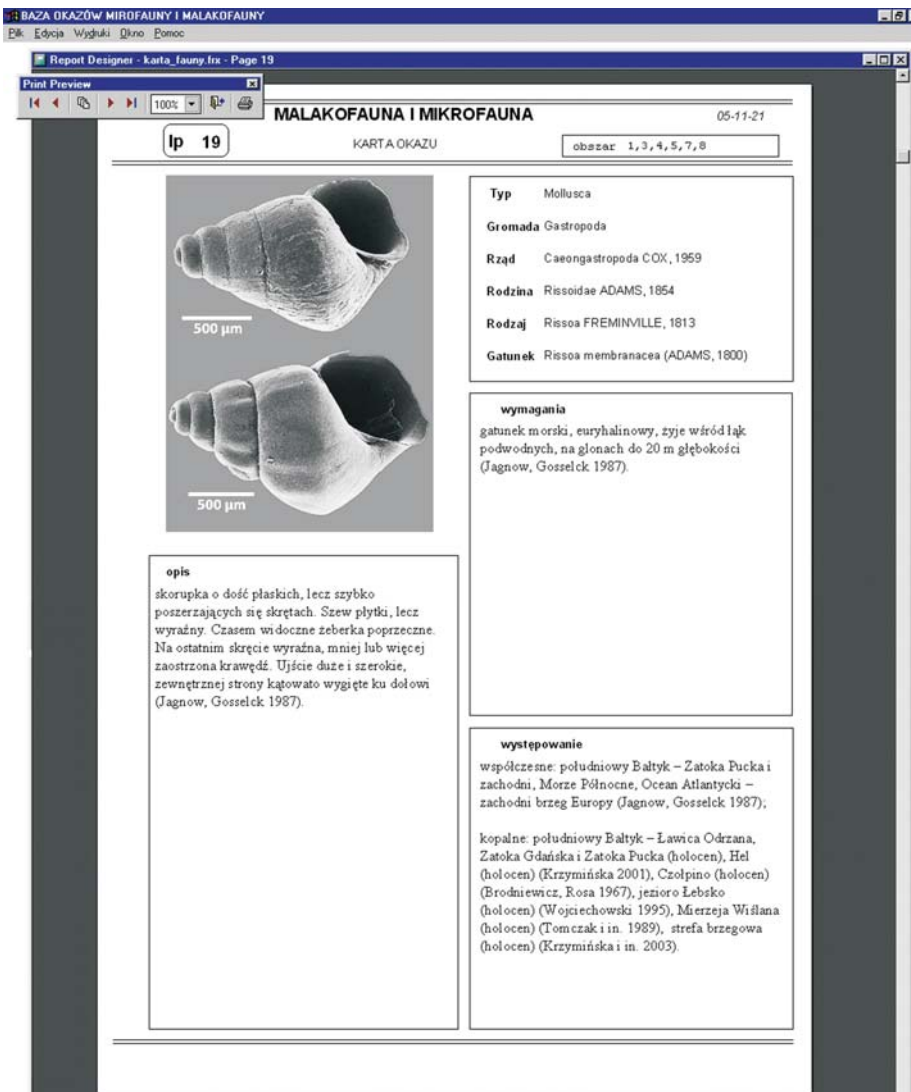 BAZA OKAZÓW MIROFAUNY I MALAKOFAUNY
Plik Edycja Wydruki Okno Pomoc
Report Designer - karta_fauny.frx - Page 19
Print Preview
100%
MALAKOFAUNA I MIKROFAUNA
05-11-21
lp 19
KARTA OKAZU
obszar 1,3,4,5,7,8
500 µm
500 µm
Typ Mollusca
Gromada Gastropoda
Rząd Caeongastropoda COX, 1959
Rodzina Rissoidae ADAMS, 1854
Rodzaj Rissoa FREMINVILLE, 1813
Gatunek Rissoa membranacea (ADAMS, 1800)
wymagania
gatunek morski, euryhalinowy, żyje wśród łąk
podwodnych, na glonach do 20 m głębokości
(Jagnow, Gosselck 1987).
opis
skorupka o dość płaskich, lecz szybko
poszerzających się skrętach. Szew płytki, lecz
wyraźny. Czasem widoczne żeberka poprzeczne.
Na ostatnim skręcie wyraźna, mniej lub więcej
zaostrzona krawędź. Ujście duże i szerokie,
zewnętrznej strony kątowato wygięte ku dołowi
(Jagnow, Gosselck 1987).
występowanie
współczesne: południowy Bałtyk – Zatoka Pucka i
zachodni, Morze Północne, Ocean Atlantycki –
zachodni brzeg Europy (Jagnow, Gosselck 1987);
kopalne: południowy Bałtyk – Ławica Odrzana,
Zatoka Gdańska i Zatoka Pucka (holocen), Hel
(holocen) (Krzymińska 2001), Czołpino (holocen)
(Brodniewicz, Rosa 1967), jezioro Łebsko
(holocen) (Wojciechowski 1995), Mierzeja Wiślana
(holocen) (Tomczak i in. 1989), strefa brzegowa
(holocen) (Krzymińska i in. 2003).